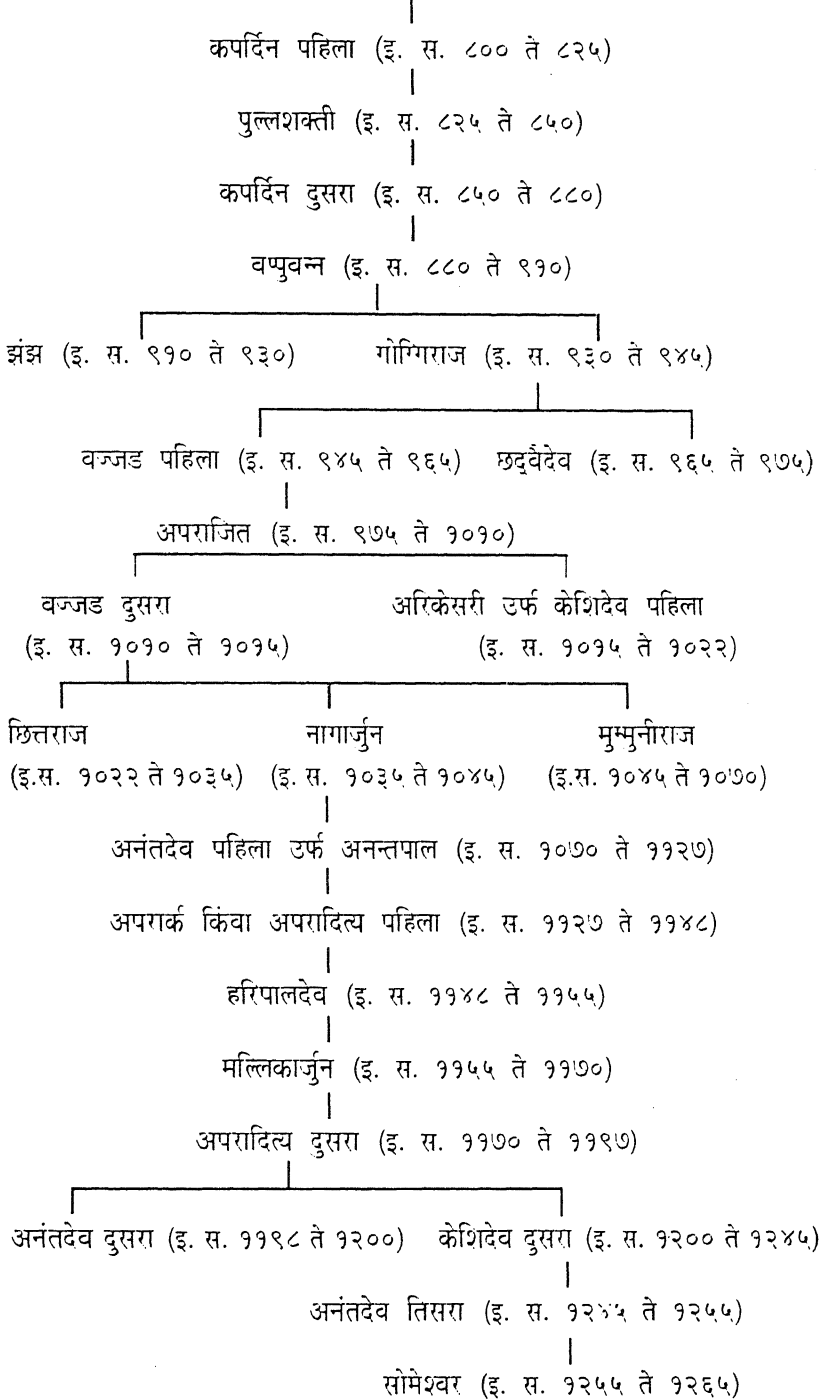 कपर्दिन पहिला (इ. स. ८०० ते ८२५)
पुल्लशक्ती (इ. स. ८२५ ते ८५०)
कपर्दिन दुसरा (इ. स. ८५० ते ८८०)
वप्पुवन्न (इ. स. ८८० ते ९१०)
झंझ (इ. स. ९१० ते ९३०) गोग्गिराज (इ. स. ९३० ते ९४५)
वज्जड पहिला (इ. स. ९४५ ते ९६५) छद्वैदेव (इ. स. ९६५ ते ९७५)
अपराजित (इ. स. ९७५ ते १०१०)
वज्जड दुसरा अरिकेसरी उर्फ केशिदेव पहिला
(इ. स. १०१० ते १०१५) (इ. स. १०१५ ते १०२२)
छित्तराज नागार्जुन मुम्मुनीराज
(इ.स. १०२२ ते १०३५) (इ. स. १०३५ ते १०४५) (इ.स. १०४५ ते १०७०)
अनंतदेव पहिला उर्फ अनन्तपाल (इ. स. १०७० ते ११२७)
अपरार्क किंवा अपरादित्य पहिला (इ. स. ११२७ ते ११४८)
हरिपालदेव (इ. स. ११४८ ते ११५५)
मल्लिकार्जुन (इ. स. ११५५ ते ११७०)
अपरादित्य दुसरा (इ. स. ११७० ते ११९७)
अनंतदेव दुसरा (इ. स. ११९८ ते १२००) केशिदेव दुसरा (इ. स. १२०० ते १२४५)
अनंतदेव तिसरा (इ. स. १२४५ ते १२५५)
सोमेश्वर (इ. स. १२५५ ते १२६५)